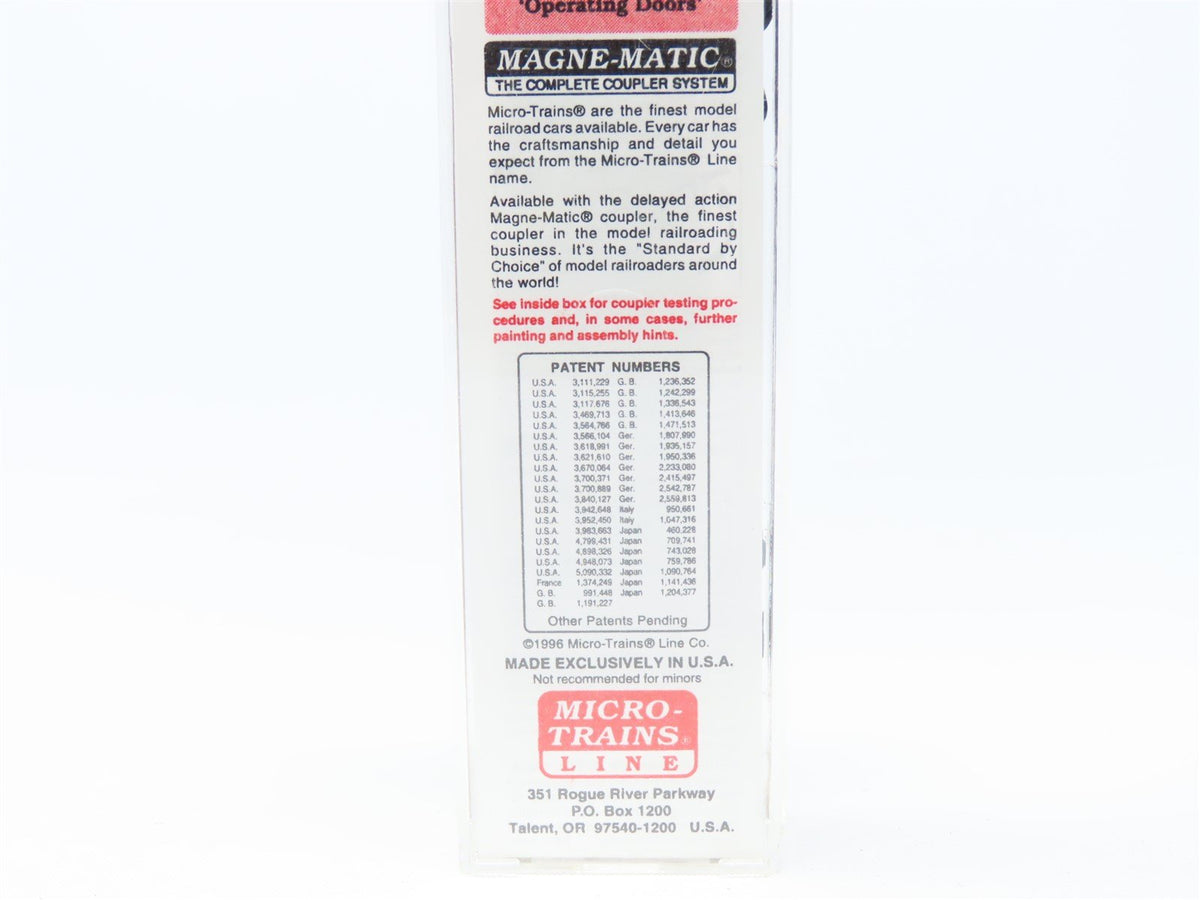 'Operating Doors'
MAGNE-MATIC®
THE COMPLETE COUPLER SYSTEM
Micro-Trains® are the finest model
railroad cars available. Every car has
the craftsmanship and detail you
expect from the Micro-Trains® Line
name.
Available with the delayed action
Magne-Matic® coupler, the finest
coupler in the model railroading
business. It's the "Standard by
Choice" of model railroaders around
the world!
See inside box for coupler testing pro-
cedures and, in some cases, further
painting and assembly hints.
PATENT NUMBERS
U.S.A. 3,111,229 G. B. 1,236,352
U.S.A. 3,115,255 G. B. 1,242,299
U.S.A. 3,117,676 G. B. 1,336,543
U.S.A. 3,469,713 G. B. 1,413,646
U.S.A. 3,564,766 G. B. 1,471,513
U.S.A. 3,566,104 Ger. 1,807,990
U.S.A. 3,618,991 Ger. 1,935,157
U.S.A. 3,621,610 Ger. 1,950,336
U.S.A. 3,670,064 Ger. 2,233,080
U.S.A. 3,700,371 Ger. 2,415,497
U.S.A. 3,700,889 Ger. 2,542,787
U.S.A. 3,840,127 Ger. 2,559,813
U.S.A. 3,942,648 Italy 950,661
U.S.A. 3,952,450 Italy 1,047,316
U.S.A. 3,983,663 Japan 460,228
U.S.A. 4,799,431 Japan 709,741
U.S.A. 4,898,326 Japan 743,028
U.S.A. 4,948,073 Japan 759,786
U.S.A. 5,090,332 Japan 1,090,764
France 1,374,249 Japan 1,141,436
G. B. 991,448 Japan 1,204,377
G. B. 1,191,227
Other Patents Pending
©1996 Micro-Trains® Line Co.
MADE EXCLUSIVELY IN U.S.A.
Not recommended for minors
MICRO-
TRAINS®
LINE
351 Rogue River Parkway
P.O. Box 1200
Talent, OR 97540-1200 U.S.A.